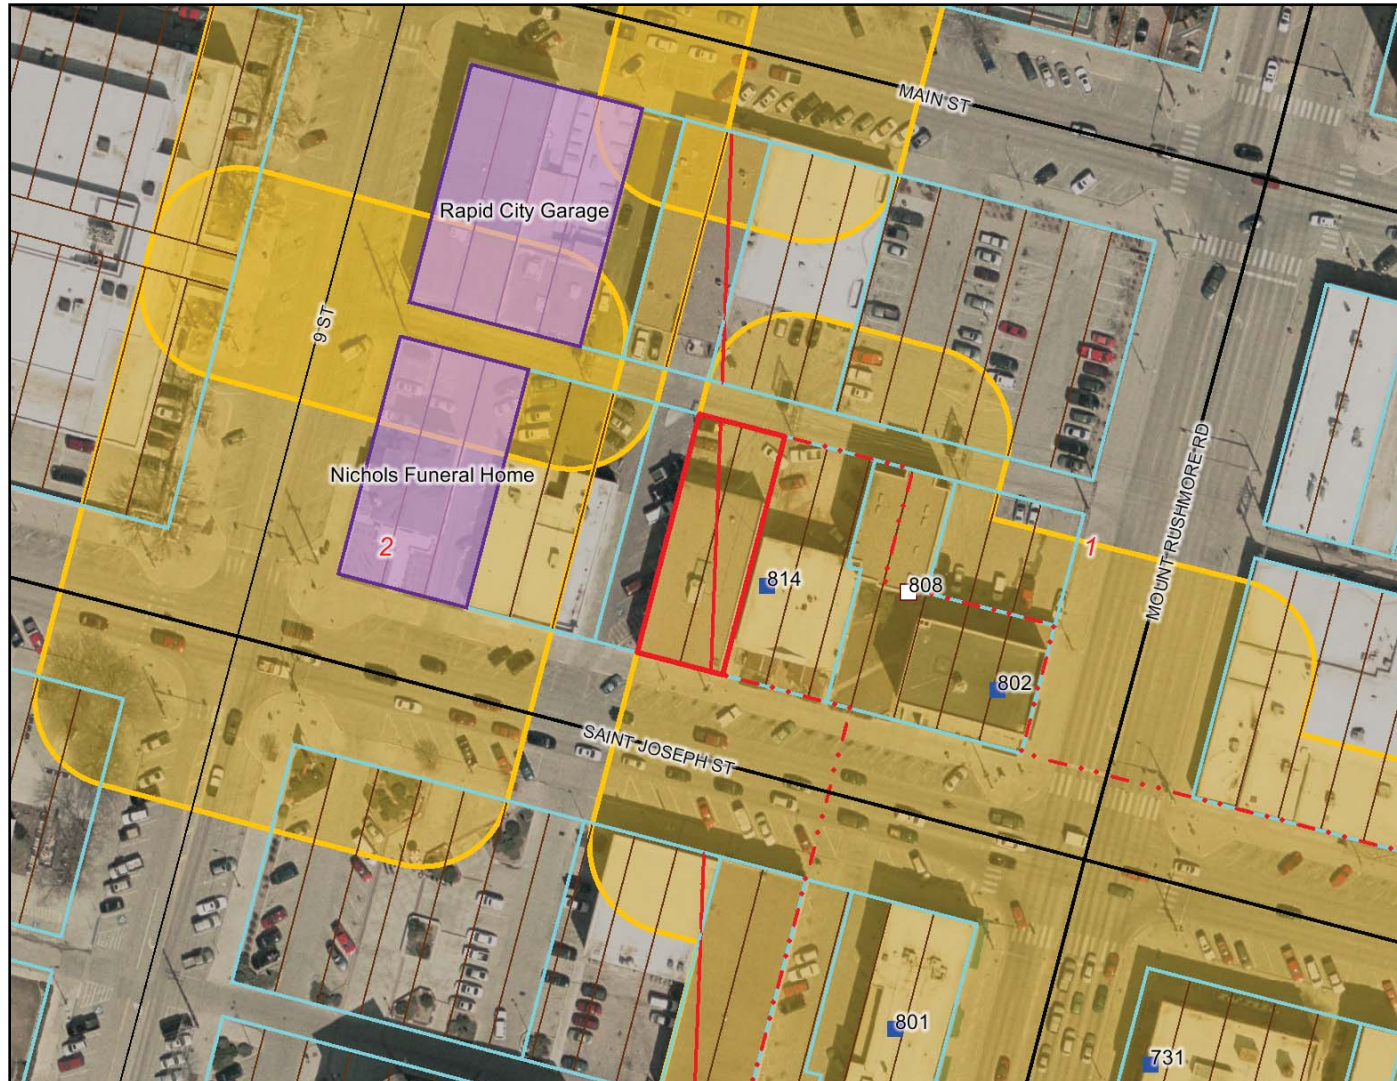 MAIN ST
Rapid City Garage
9 ST
MOUNT RUSHMORE RD
Nichols Funeral Home
2
1
814
808
802
SAINT JOSEPH ST
801
731